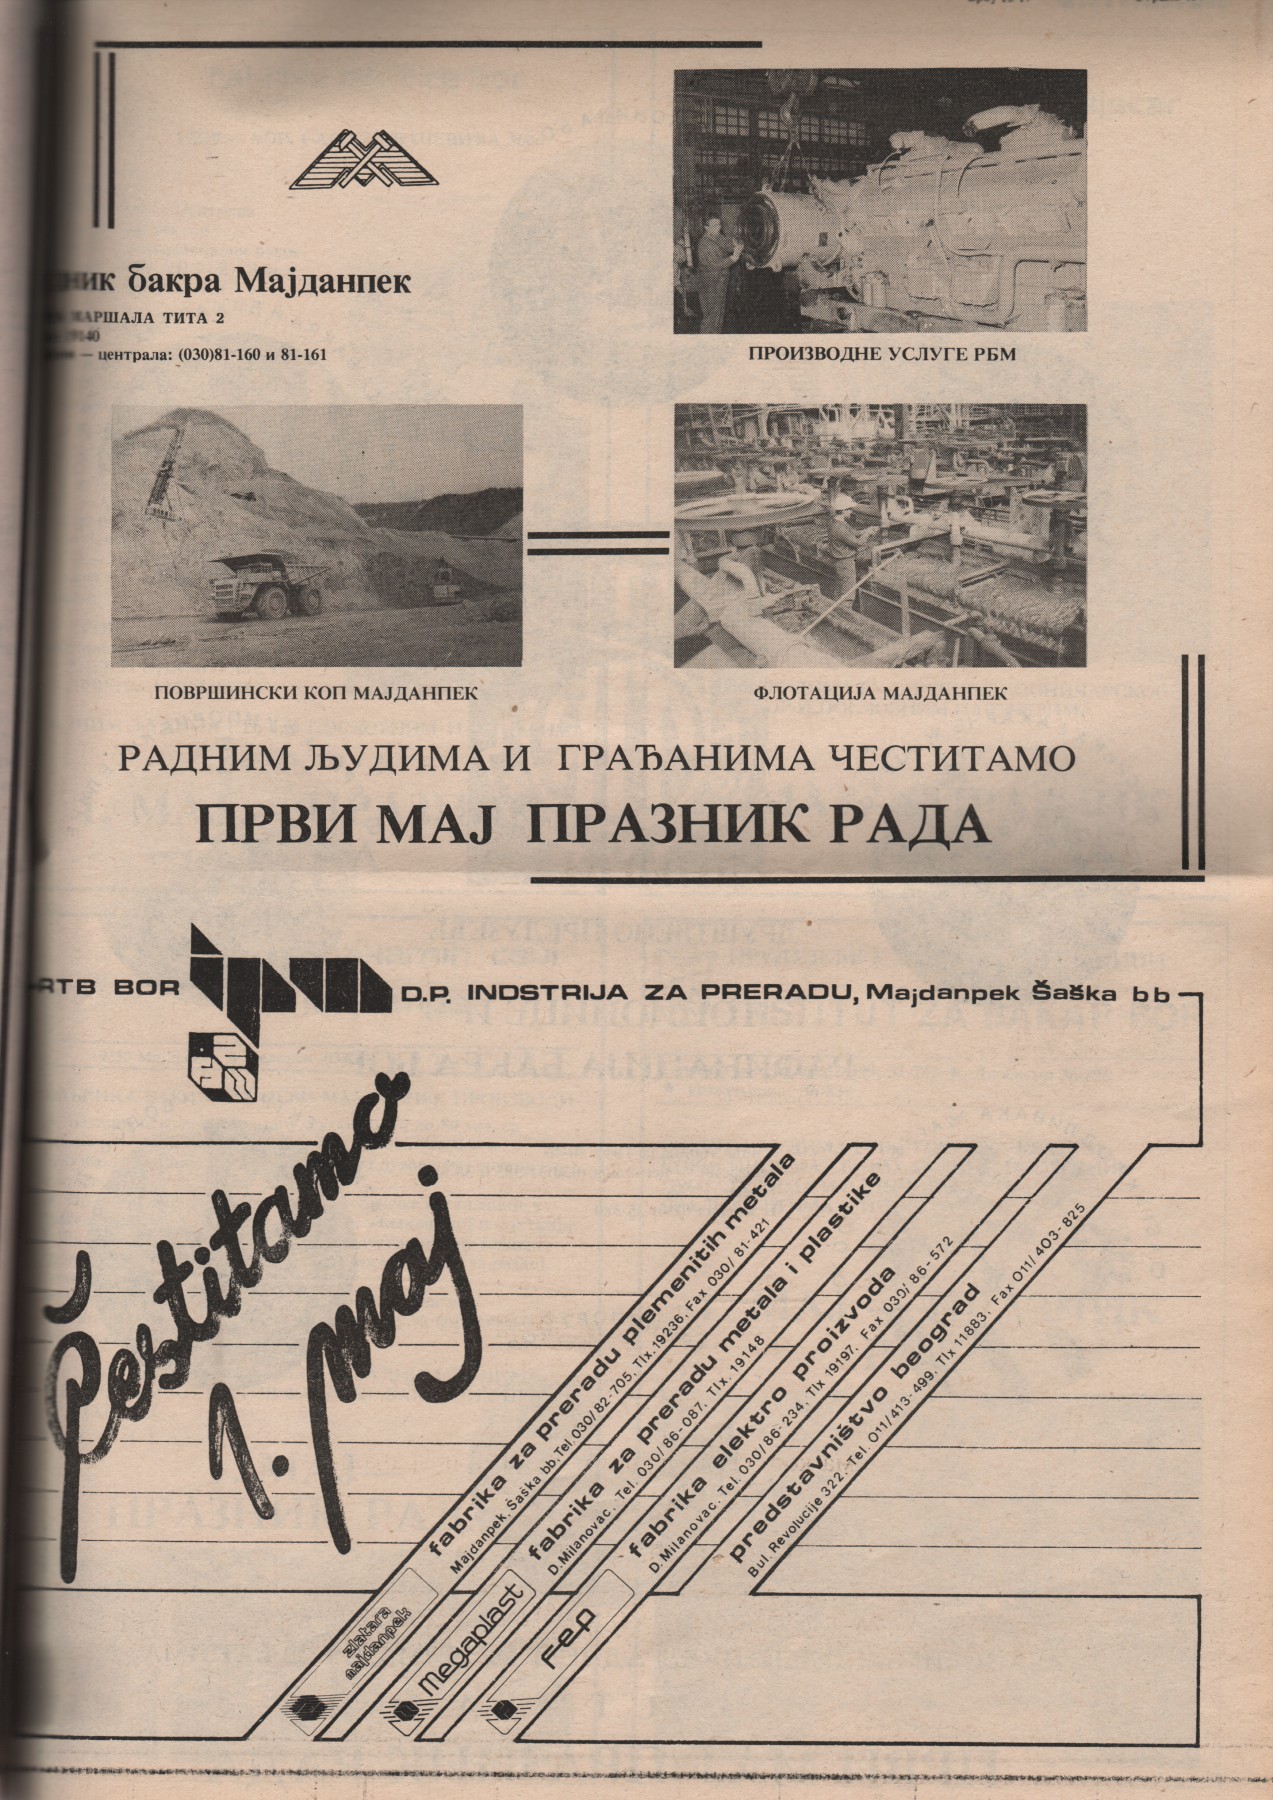 бакра Мајданпек
МАРШАЛА ТИТА 2
— централа: (030)81-160 и 81-161
ПРОИЗВОДНЕ УСЛУГЕ РБМ
ПОВРШИНСКИ КОП МАЈДАНПЕК
ФЛОТАЦИЈА МАЈДАНПЕК
РАДНИМ ЉУДИМА И ГРАЂАНИМА ЧЕСТИТАМО
ПРВИ МАЈ ПРАЗНИК РАДА
RTB BOR
D.P. INDSTRIJA ZA PRERADU, Majdanpek Šaška bb
Čestitamo
1. maj
fabrika za preradu plemenitih metala
Majdanpek, Šaška bb.Tel.030/82-705. Tlx.19236. Fax 030/81-421
zlatara
majdanpek
fabrika za preradu metala i plastike
D.Milanovac. Tel. 030/86-087. Tlx. 19148
Megaplast
fabrika elektro proizvoda
D.Milanovac. Tel. 030/86-234. Tlx 19197. Fax 030/86-572
Fep
predstavništvo beograd
Bul. Revolucije 322.-Tel. 011/413-499. Tlx 11883. Fax 011/403-825